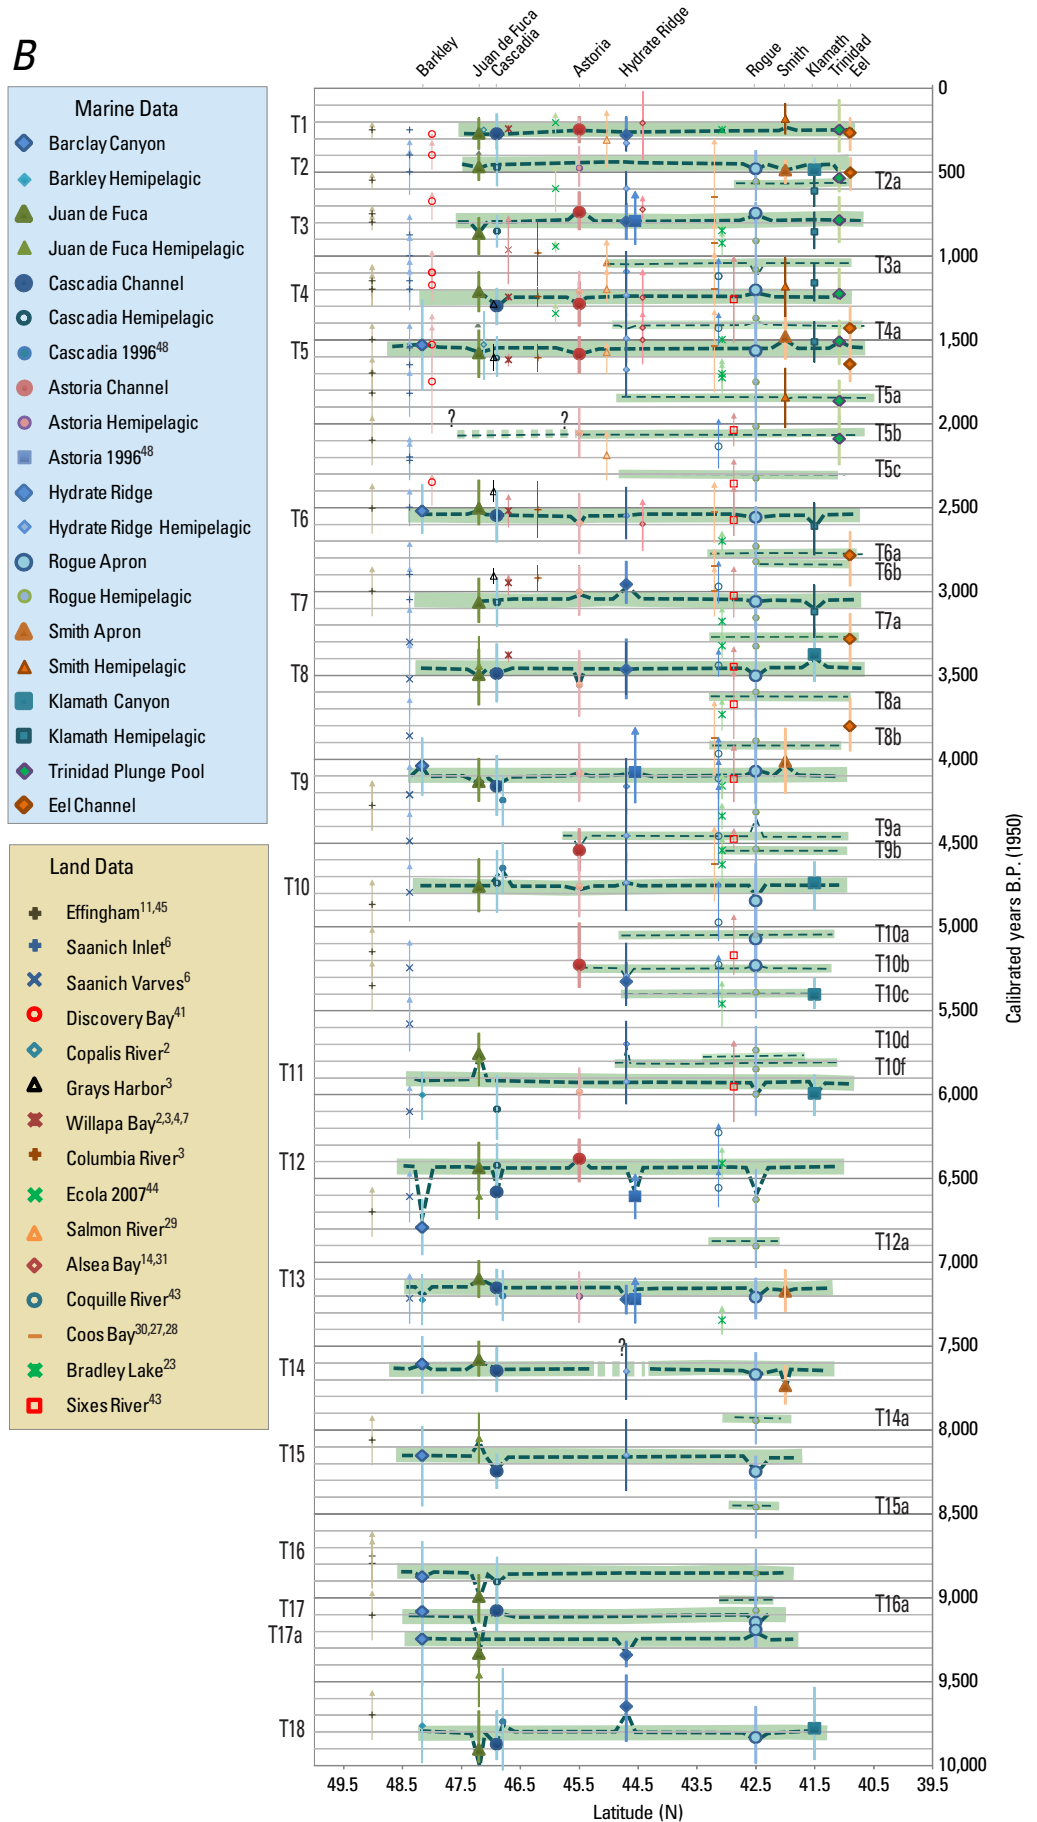 B
Barkley
Juan de Fuca
Cascadia
Astoria
Hydrate Ridge
Rogue
Smith
Klamath
Trinidad
Eel
Marine Data
Barclay Canyon
Barkley Hemipelagic
Juan de Fuca
Juan de Fuca Hemipelagic
Cascadia Channel
Cascadia Hemipelagic
Cascadia 1996⁴⁸
Astoria Channel
Astoria Hemipelagic
Astoria 1996⁴⁸
Hydrate Ridge
Hydrate Ridge Hemipelagic
Rogue Apron
Rogue Hemipelagic
Smith Apron
Smith Hemipelagic
Klamath Canyon
Klamath Hemipelagic
Trinidad Plunge Pool
Eel Channel
Land Data
Effingham¹¹,⁴⁵
Saanich Inlet⁶
Saanich Varves⁶
Discovery Bay⁴¹
Copalis River²
Grays Harbor³
Willapa Bay²,³,⁴,⁷
Columbia River³
Ecola 2007⁴⁴
Salmon River²⁹
Alsea Bay¹⁴,³¹
Coquille River⁴³
Coos Bay³⁰,²⁷,²⁸
Bradley Lake²³
Sixes River⁴³
T1
T2
T3
T4
T5
T6
T7
T8
T9
T10
T11
T12
T13
T14
T15
T16
T17
T17a
T18
?
?
?
T2a
T3a
T4a
T5a
T5b
T5c
T6a
T6b
T7a
T8a
T8b
T9a
T9b
T10a
T10b
T10c
T10d
T10f
T12a
T14a
T15a
T16a
0
500
1,000
1,500
2,000
2,500
3,000
3,500
4,000
4,500
5,000
5,500
6,000
6,500
7,000
7,500
8,000
8,500
9,000
9,500
10,000
Calibrated years B.P. (1950)
49.5 48.5 47.5 46.5 45.5 44.5 43.5 42.5 41.5 40.5 39.5
Latitude (N)